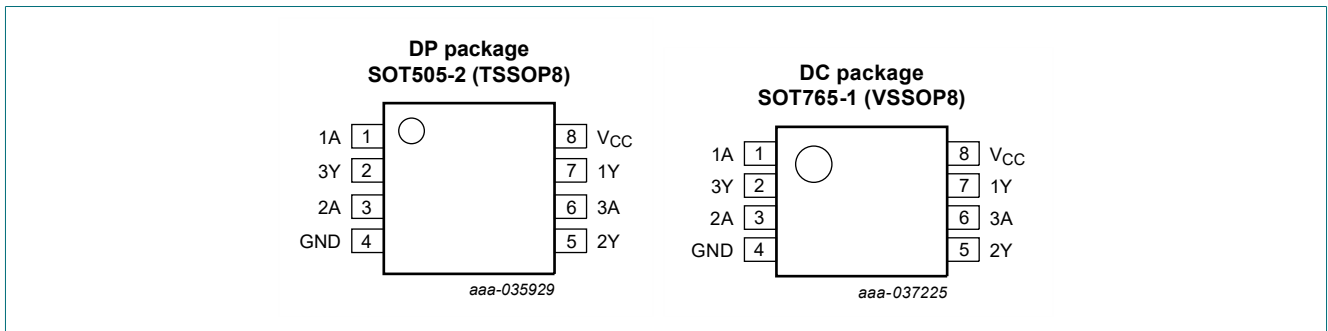 DP package
SOT505-2 (TSSOP8)
1A 1 8 VCC
3Y 2 7 1Y
2A 3 6 3A
GND 4 5 2Y
aaa-035929
DC package
SOT765-1 (VSSOP8)
1A 1 8 VCC
3Y 2 7 1Y
2A 3 6 3A
GND 4 5 2Y
aaa-037225